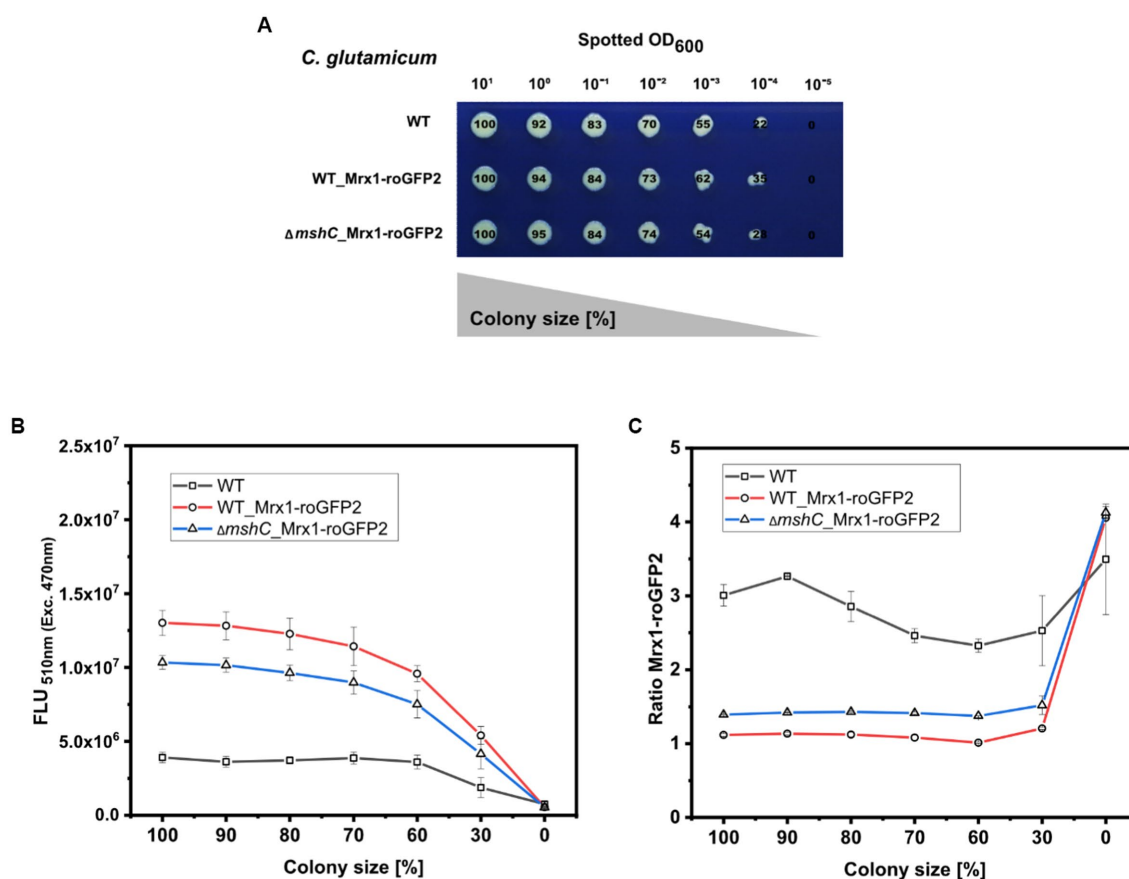 A
C. glutamicum
Spotted OD600
10¹ 10⁰ 10⁻¹ 10⁻² 10⁻³ 10⁻⁴ 10⁻⁵
WT 100 92 83 70 55 22 0
WT_Mrx1-roGFP2 100 94 84 73 62 35 0
ΔmshC_Mrx1-roGFP2 100 95 84 74 54 28 0
Colony size [%]
B
FLU 510nm (Exc. 470nm)
2.5x10⁷
2.0x10⁷
1.5x10⁷
1.0x10⁷
5.0x10⁶
0.0
WT
WT_Mrx1-roGFP2
ΔmshC_Mrx1-roGFP2
100 90 80 70 60 30 0
Colony size [%]
C
Ratio Mrx1-roGFP2
5
4
3
2
1
0
WT
WT_Mrx1-roGFP2
ΔmshC_Mrx1-roGFP2
100 90 80 70 60 30 0
Colony size [%]